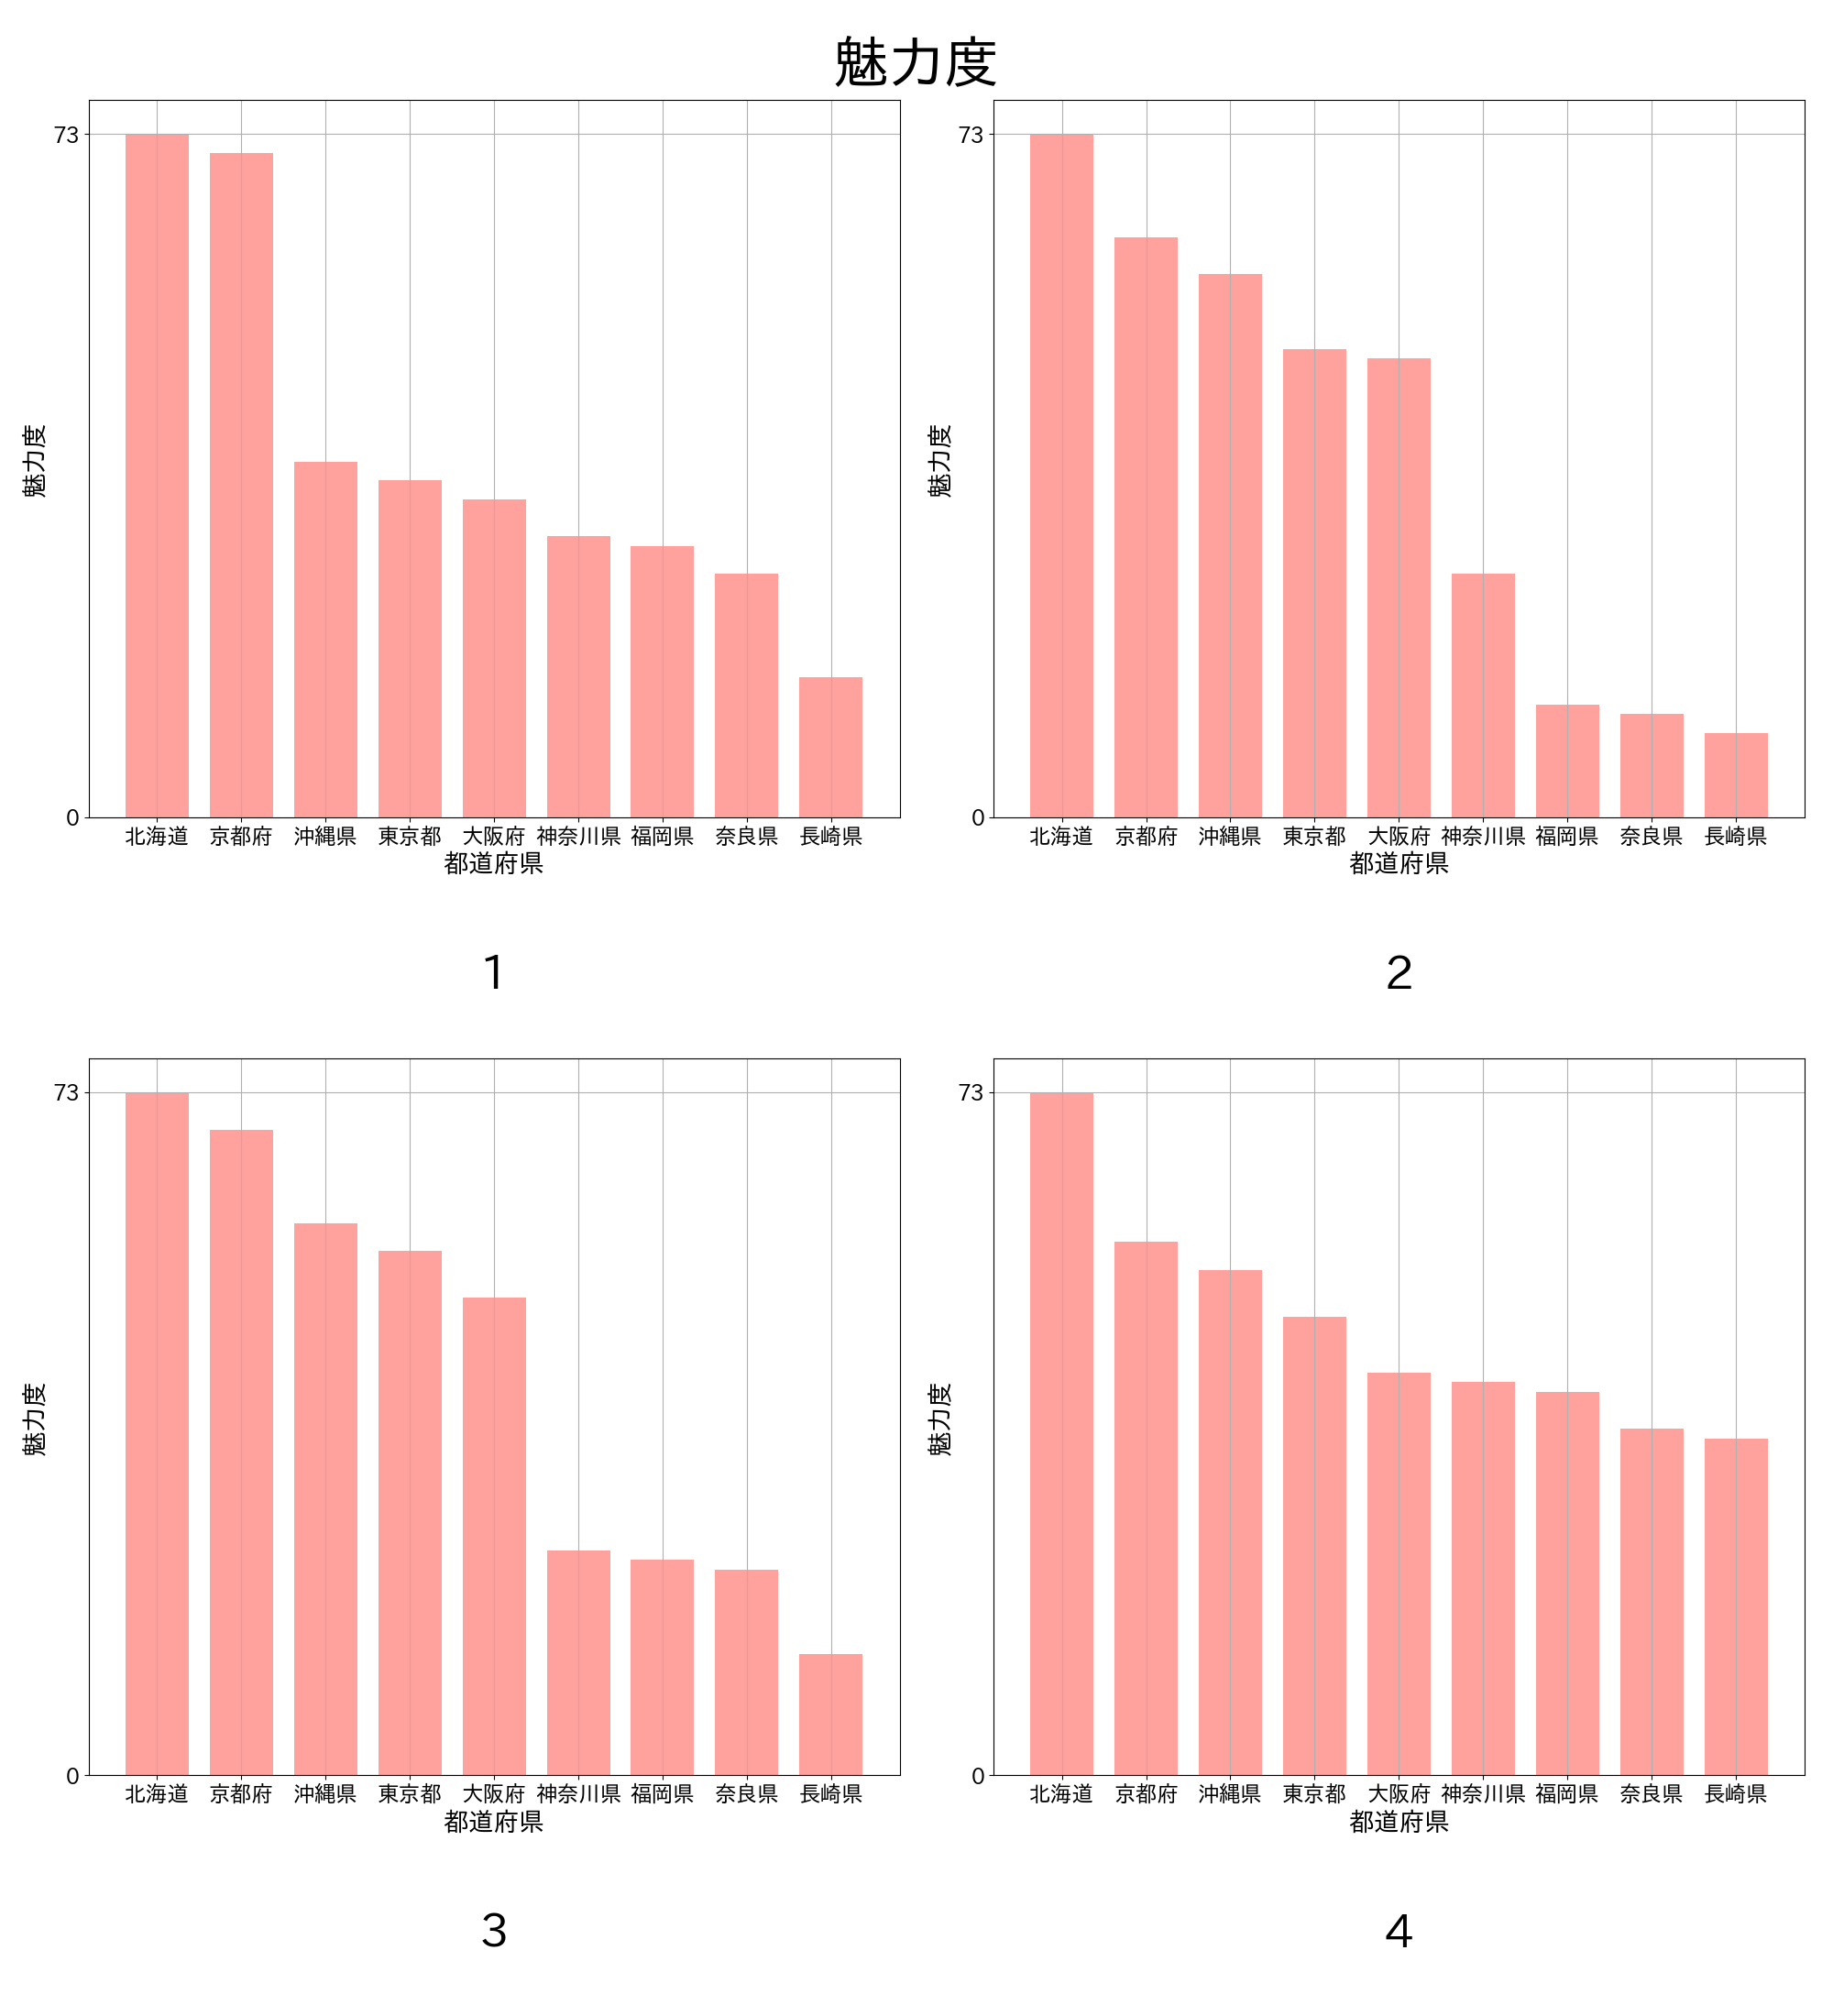 魅力度
73
0
魅力度
北海道 京都府 沖縄県 東京都 大阪府 神奈川県 福岡県 奈良県 長崎県
都道府県
1
73
0
魅力度
北海道 京都府 沖縄県 東京都 大阪府 神奈川県 福岡県 奈良県 長崎県
都道府県
2
73
0
魅力度
北海道 京都府 沖縄県 東京都 大阪府 神奈川県 福岡県 奈良県 長崎県
都道府県
3
73
0
魅力度
北海道 京都府 沖縄県 東京都 大阪府 神奈川県 福岡県 奈良県 長崎県
都道府県
4